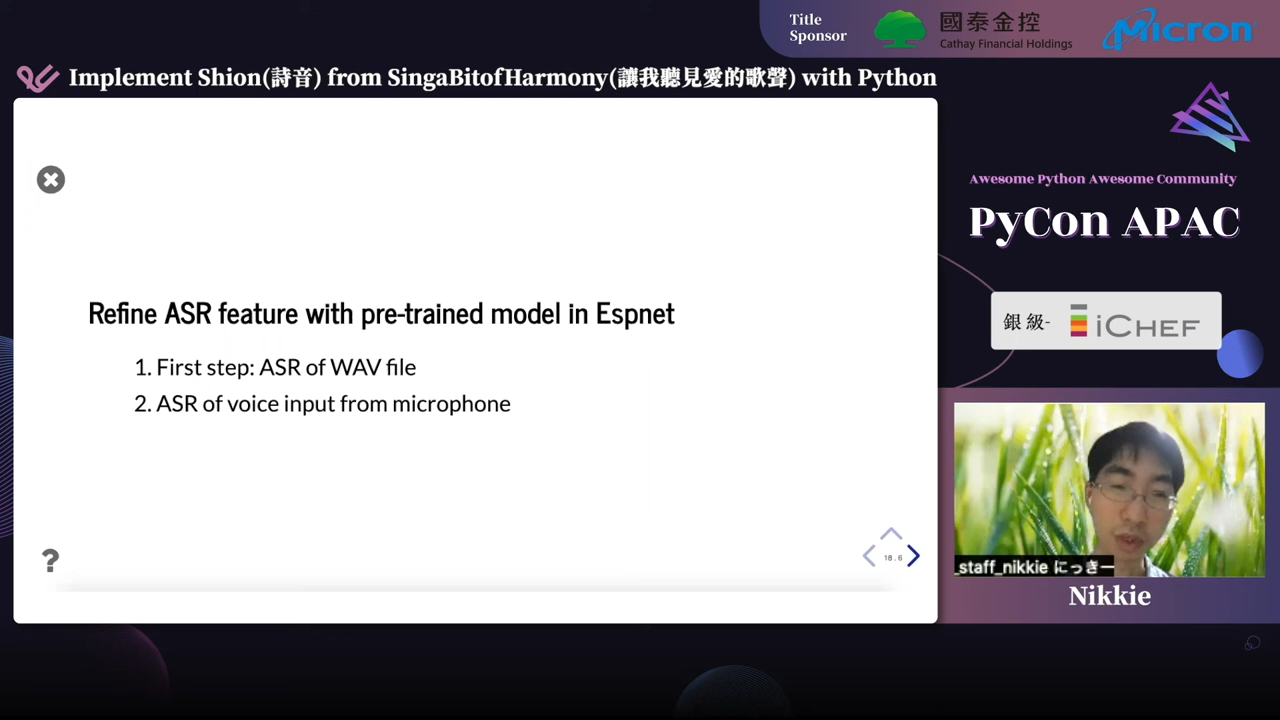 Title
Sponsor
國泰金控
Cathay Financial Holdings
Micron
Implement Shion(詩音) from SingaBitofHarmony(讓我聽見愛的歌聲) with Python
Refine ASR feature with pre-trained model in Espnet
1. First step: ASR of WAV file
2. ASR of voice input from microphone
?
18.6
Awesome Python Awesome Community
PyCon APAC
銀級-
iCHEF
_staff_nikkie にっきー
Nikkie